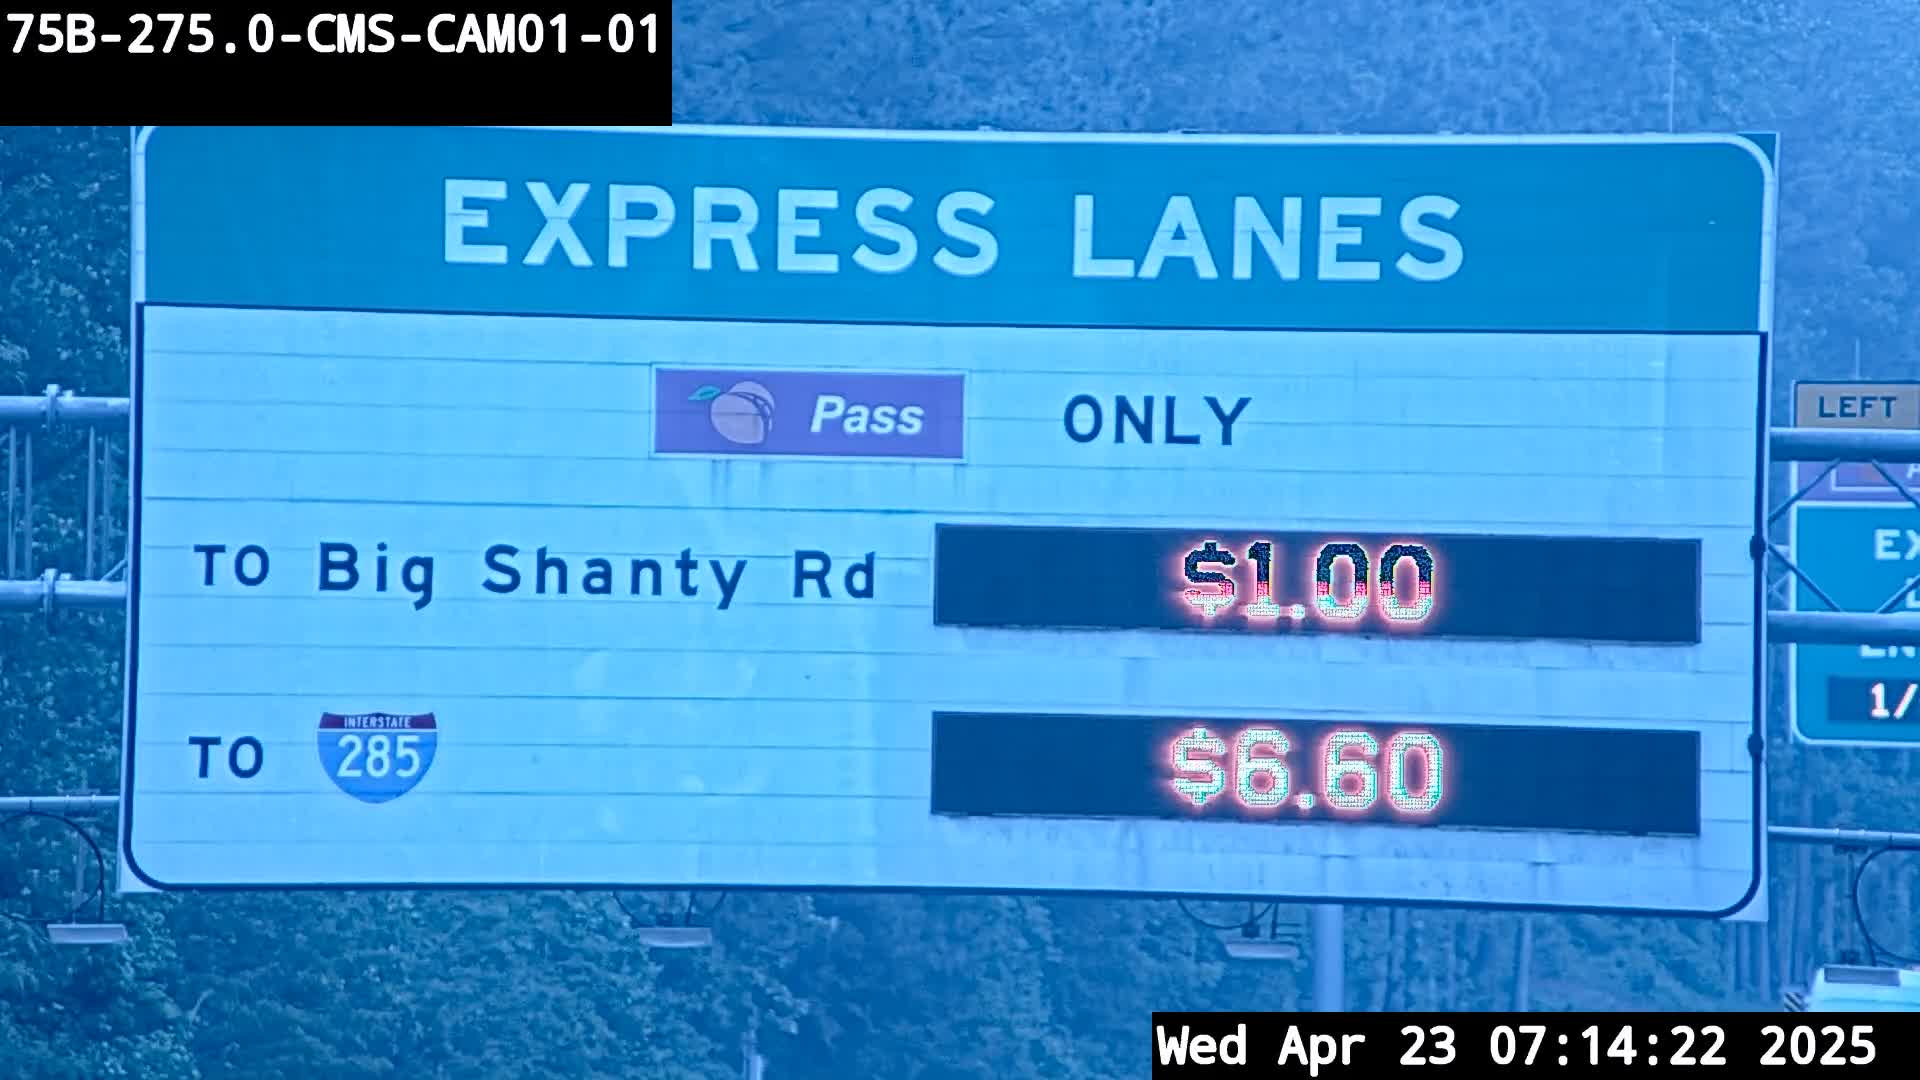 75B-275.0-CMS-CAM01-01
EXPRESS LANES
Pass ONLY
TO Big Shanty Rd $1.00
TO INTERSTATE 285 $6.60
LEFT
1/
Wed Apr 23 07:14:22 2025